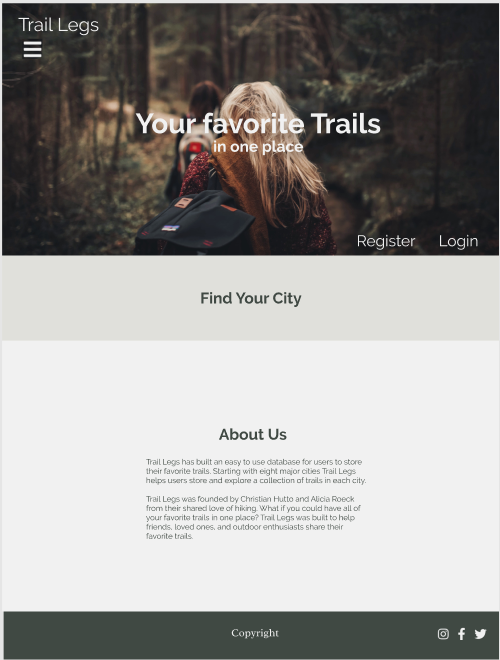 Trail Legs
Your favorite Trails
in one place
Register Login
Find Your City
About Us
Trail Legs has built an easy to use database for users to store
their favorite trails. Starting with eight major cities Trail Legs
helps users store and explore a collection of trails in each city.
Trail Legs was founded by Christian Hutto and Alicia Roeck
from their shared love of hiking. What if you could have all of
your favorite trails in one place? Trail Legs was built to help
friends, loved ones, and outdoor enthusiasts share their
favorite trails.
Copyright